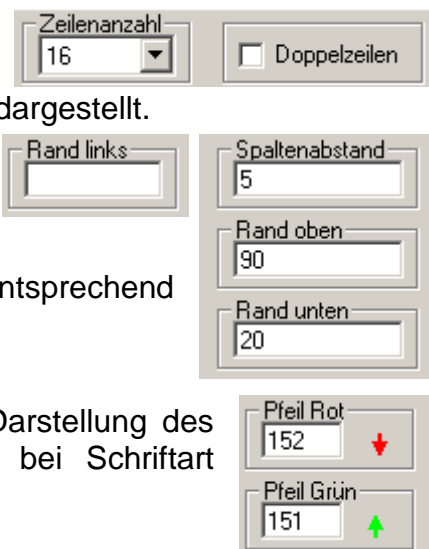 Zeilenanzahl
16
Doppelzeilen
dargestellt.
Rand links
Spaltenabstand
5
Rand oben
90
ntsprechend
Rand unten
20
Darstellung des
bei Schriftart
Pfeil Rot
152
Pfeil Grün
151